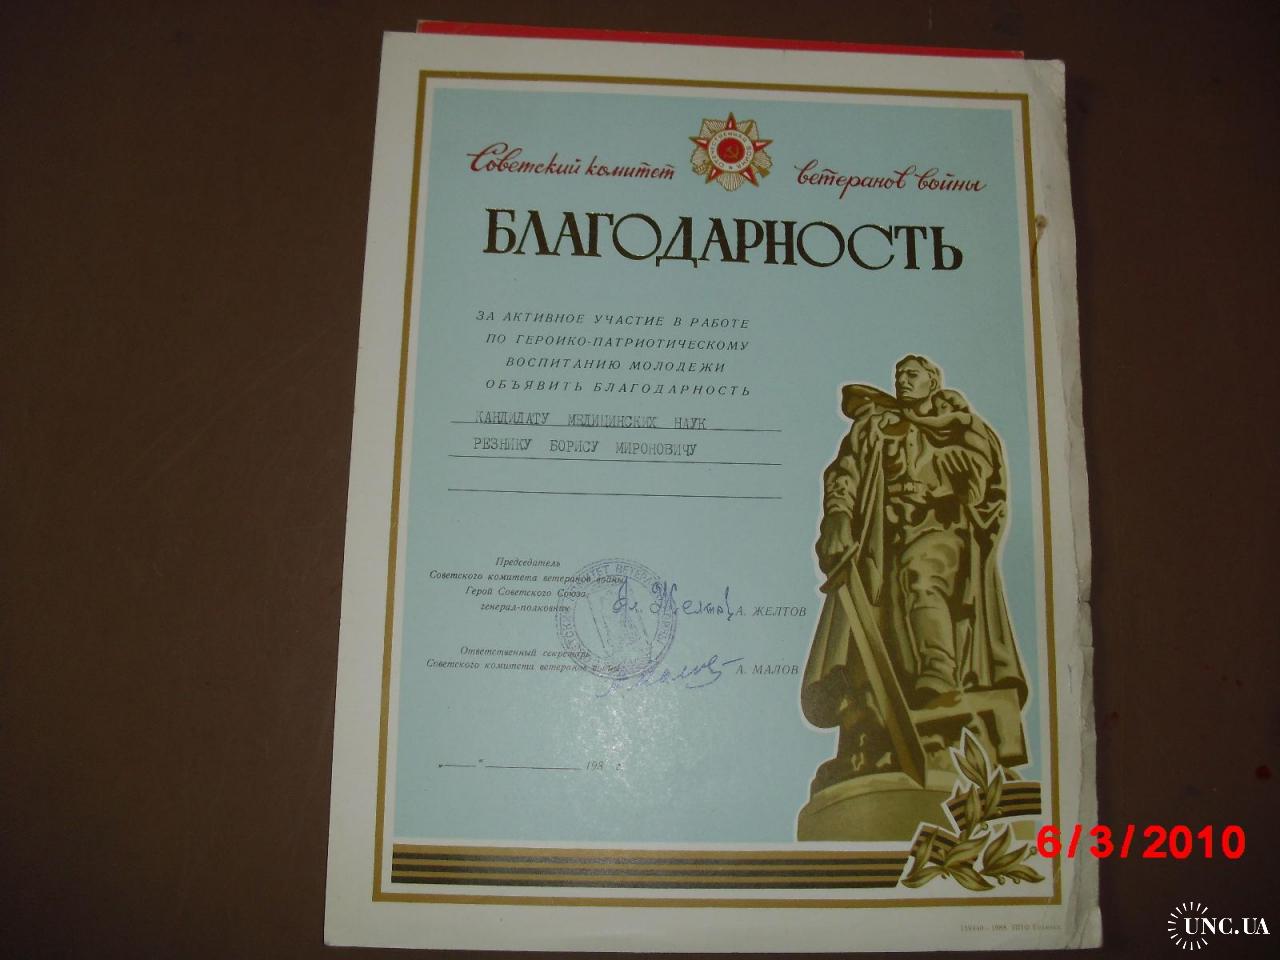 Советский комитет ветеранов войны
ОТЕЧЕСТВЕННАЯ ВОЙНА
БЛАГОДАРНОСТЬ
ЗА АКТИВНОЕ УЧАСТИЕ В РАБОТЕ
ПО ГЕРОИКО-ПАТРИОТИЧЕСКОМУ
ВОСПИТАНИЮ МОЛОДЕЖИ
ОБЪЯВИТЬ БЛАГОДАРНОСТЬ
КАНДИДАТУ МЕДИЦИНСКИХ НАУК
РЕЗНИКУ БОРИСУ МИРОНОВИЧУ
Председатель
Советского комитета ветеранов войны
Герой Советского Союза,
генерал-полковник
А. ЖЕЛТОВ
Ответственный секретарь
Советского комитета ветеранов войны
А. МАЛОВ
„ “ 198 г.
6/3/2010
UNC.UA